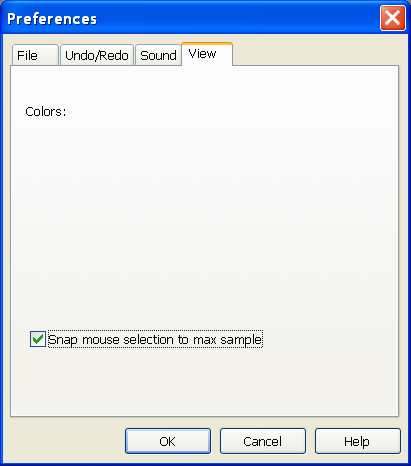 Preferences
File Undo/Redo Sound View
Colors:
Snap mouse selection to max sample
OK Cancel Help